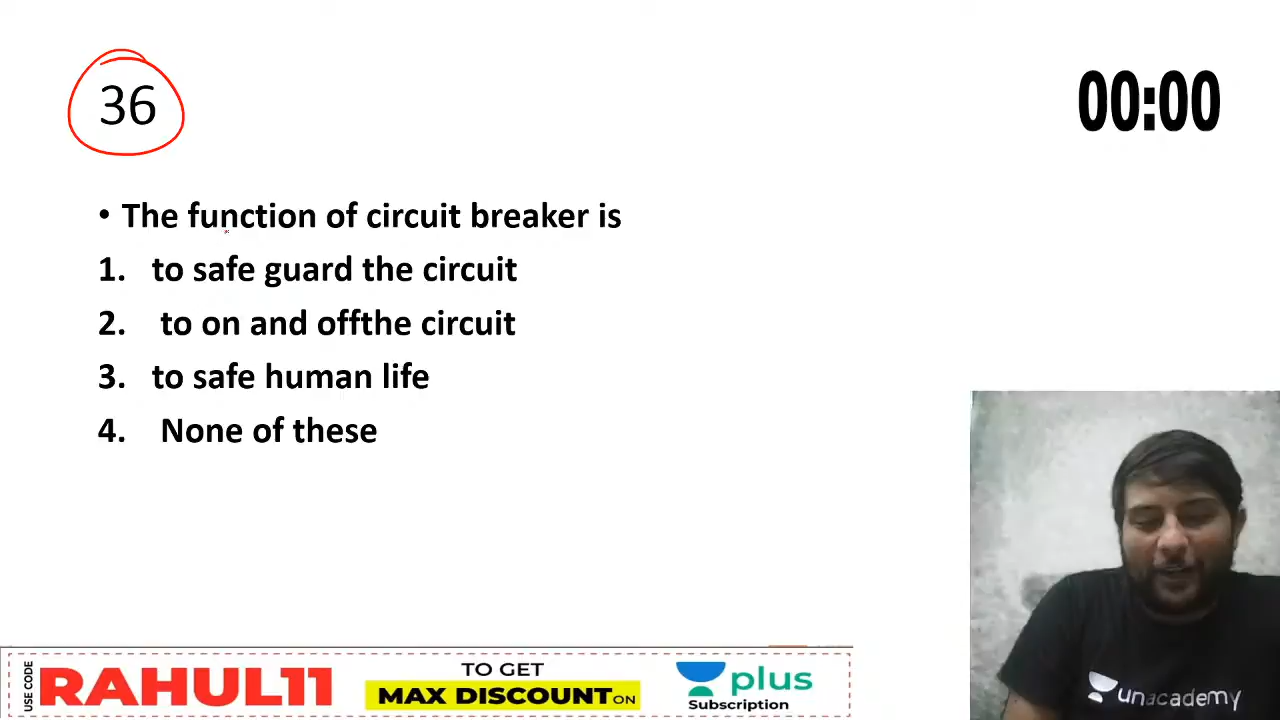 36
00:00
• The function of circuit breaker is
1. to safe guard the circuit
2. to on and offthe circuit
3. to safe human life
4. None of these
USE CODE
RAHUL11
TO GET
MAX DISCOUNT ON
plus
Subscription
unacademy